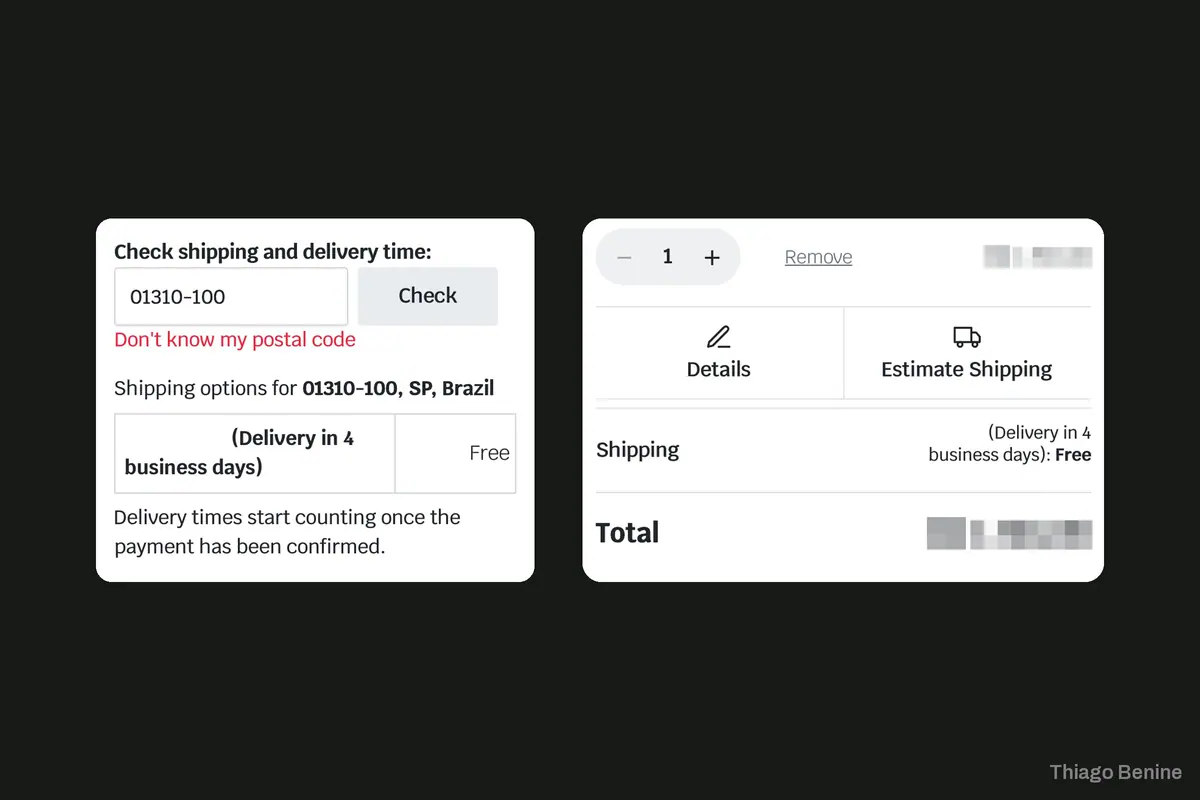 Check shipping and delivery time:
01310-100
Check
Don't know my postal code
Shipping options for 01310-100, SP, Brazil
(Delivery in 4
business days)
Free
Delivery times start counting once the
payment has been confirmed.
1
Remove
Details
Estimate Shipping
Shipping
(Delivery in 4
business days): Free
Total
Thiago Benine